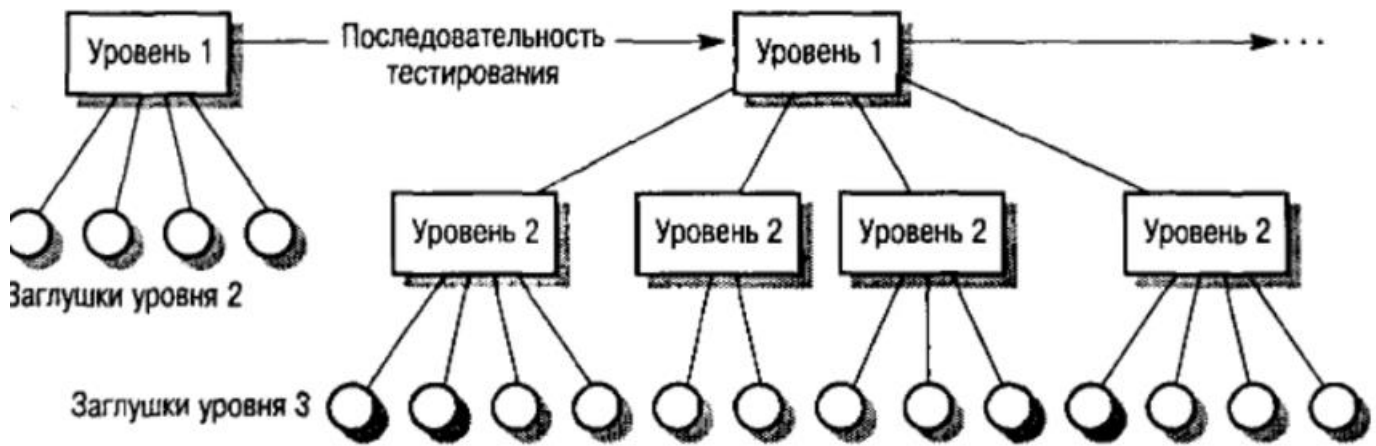 Уровень 1
Последовательность
тестирования
Уровень 1
...
Уровень 2
Уровень 2
Уровень 2
Уровень 2
Заглушки уровня 2
Заглушки уровня 3